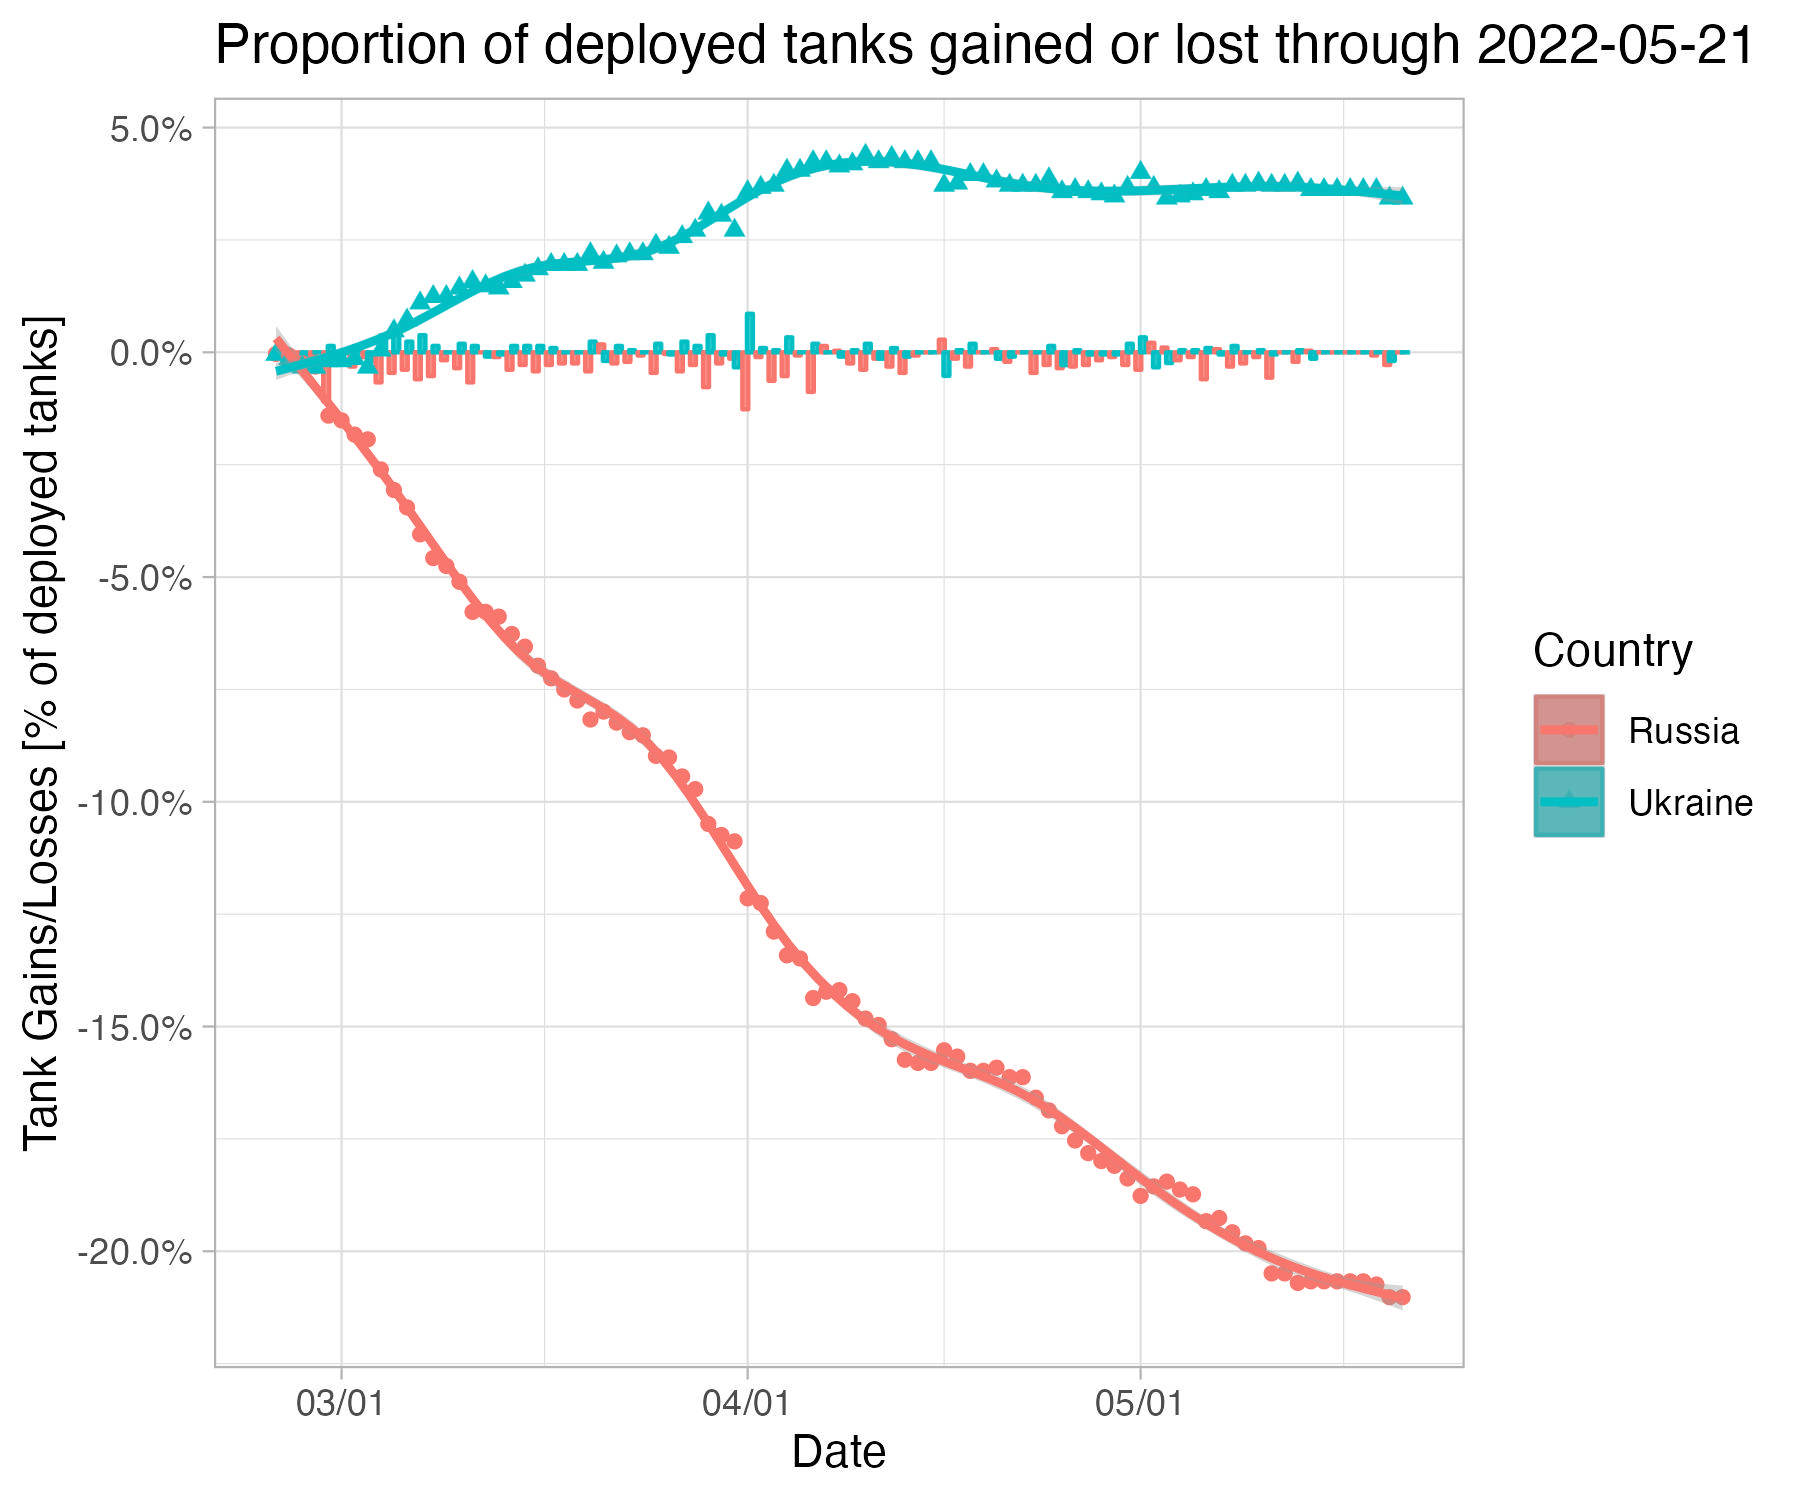 Proportion of deployed tanks gained or lost through 2022-05-21
Tank Gains/Losses [% of deployed tanks]
5.0%
0.0%
-5.0%
-10.0%
-15.0%
-20.0%
03/01
04/01
05/01
Date
Country
Russia
Ukraine